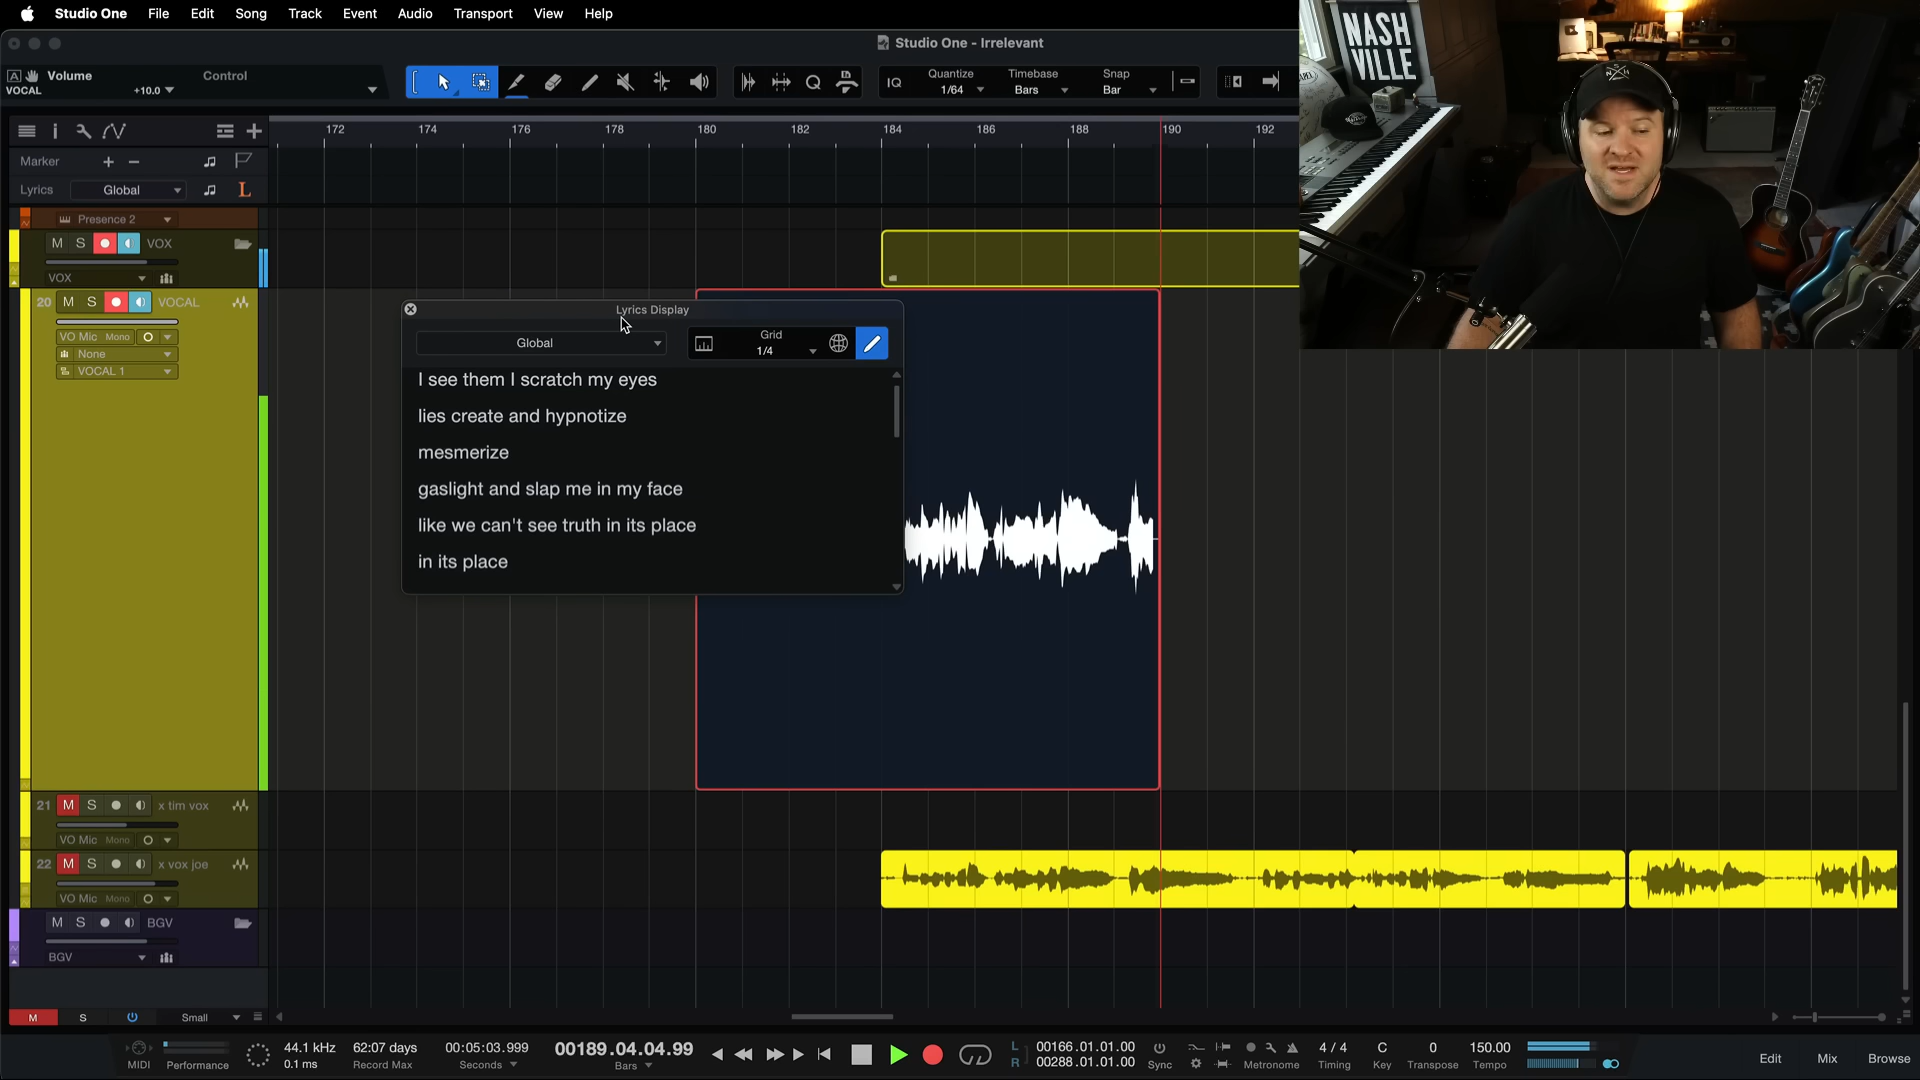 Studio One File Edit Song Track Event Audio Transport View Help
Studio One - Irrelevant
NASH
VILLE
A Volume Control
VOCAL +10.0
IQ Quantize Timebase Snap
1/64 Bars Bar
172 174 176 178 180 182 184 186 188 190 192
Marker
Lyrics Global L
Presence 2
M S VOX
VOX
20 M S VOCAL
VO Mic Mono
None
VOCAL 1
Lyrics Display
Global Grid
1/4
I see them I scratch my eyes
lies create and hypnotize
mesmerize
gaslight and slap me in my face
like we can't see truth in its place
in its place
21 M S x tim vox
VO Mic Mono
22 M S x vox joe
VO Mic Mono
M S BGV
BGV
M S Small
MIDI Performance
44.1 kHz 62:07 days 00:05:03.999 00189.04.04.99
0.1 ms Record Max Seconds Bars
L 00166.01.01.00
R 00288.01.01.00
Sync Metronome
4 / 4 C 0 150.00
Timing Key Transpose Tempo
Edit Mix Browse